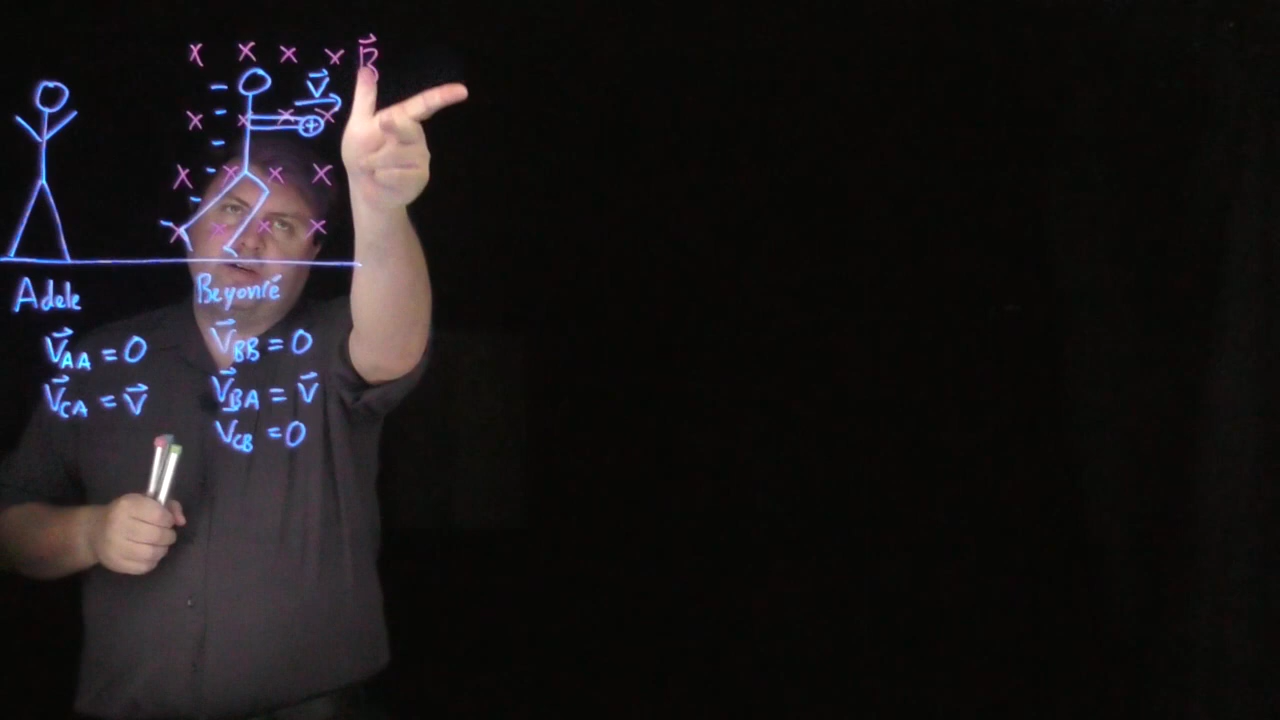 x x x x B⃗
V⃗
x x x x
+
x x x x
x x x x
Adele Beyoncé
V⃗AA = 0 V⃗BB = 0
V⃗CA = V⃗ V⃗BA = V⃗
VCB = 0